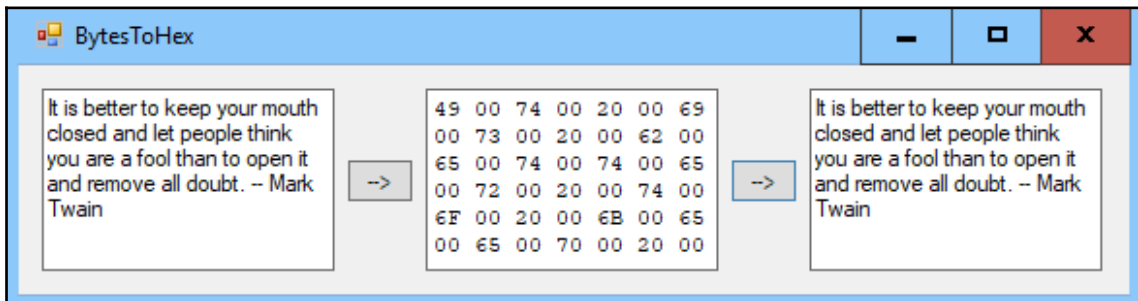 BytesToHex
It is better to keep your mouth
closed and let people think
you are a fool than to open it
and remove all doubt. -- Mark
Twain
-->
49 00 74 00 20 00 69
00 73 00 20 00 62 00
65 00 74 00 74 00 65
00 72 00 20 00 74 00
6F 00 20 00 6B 00 65
00 65 00 70 00 20 00
-->
It is better to keep your mouth
closed and let people think
you are a fool than to open it
and remove all doubt. -- Mark
Twain